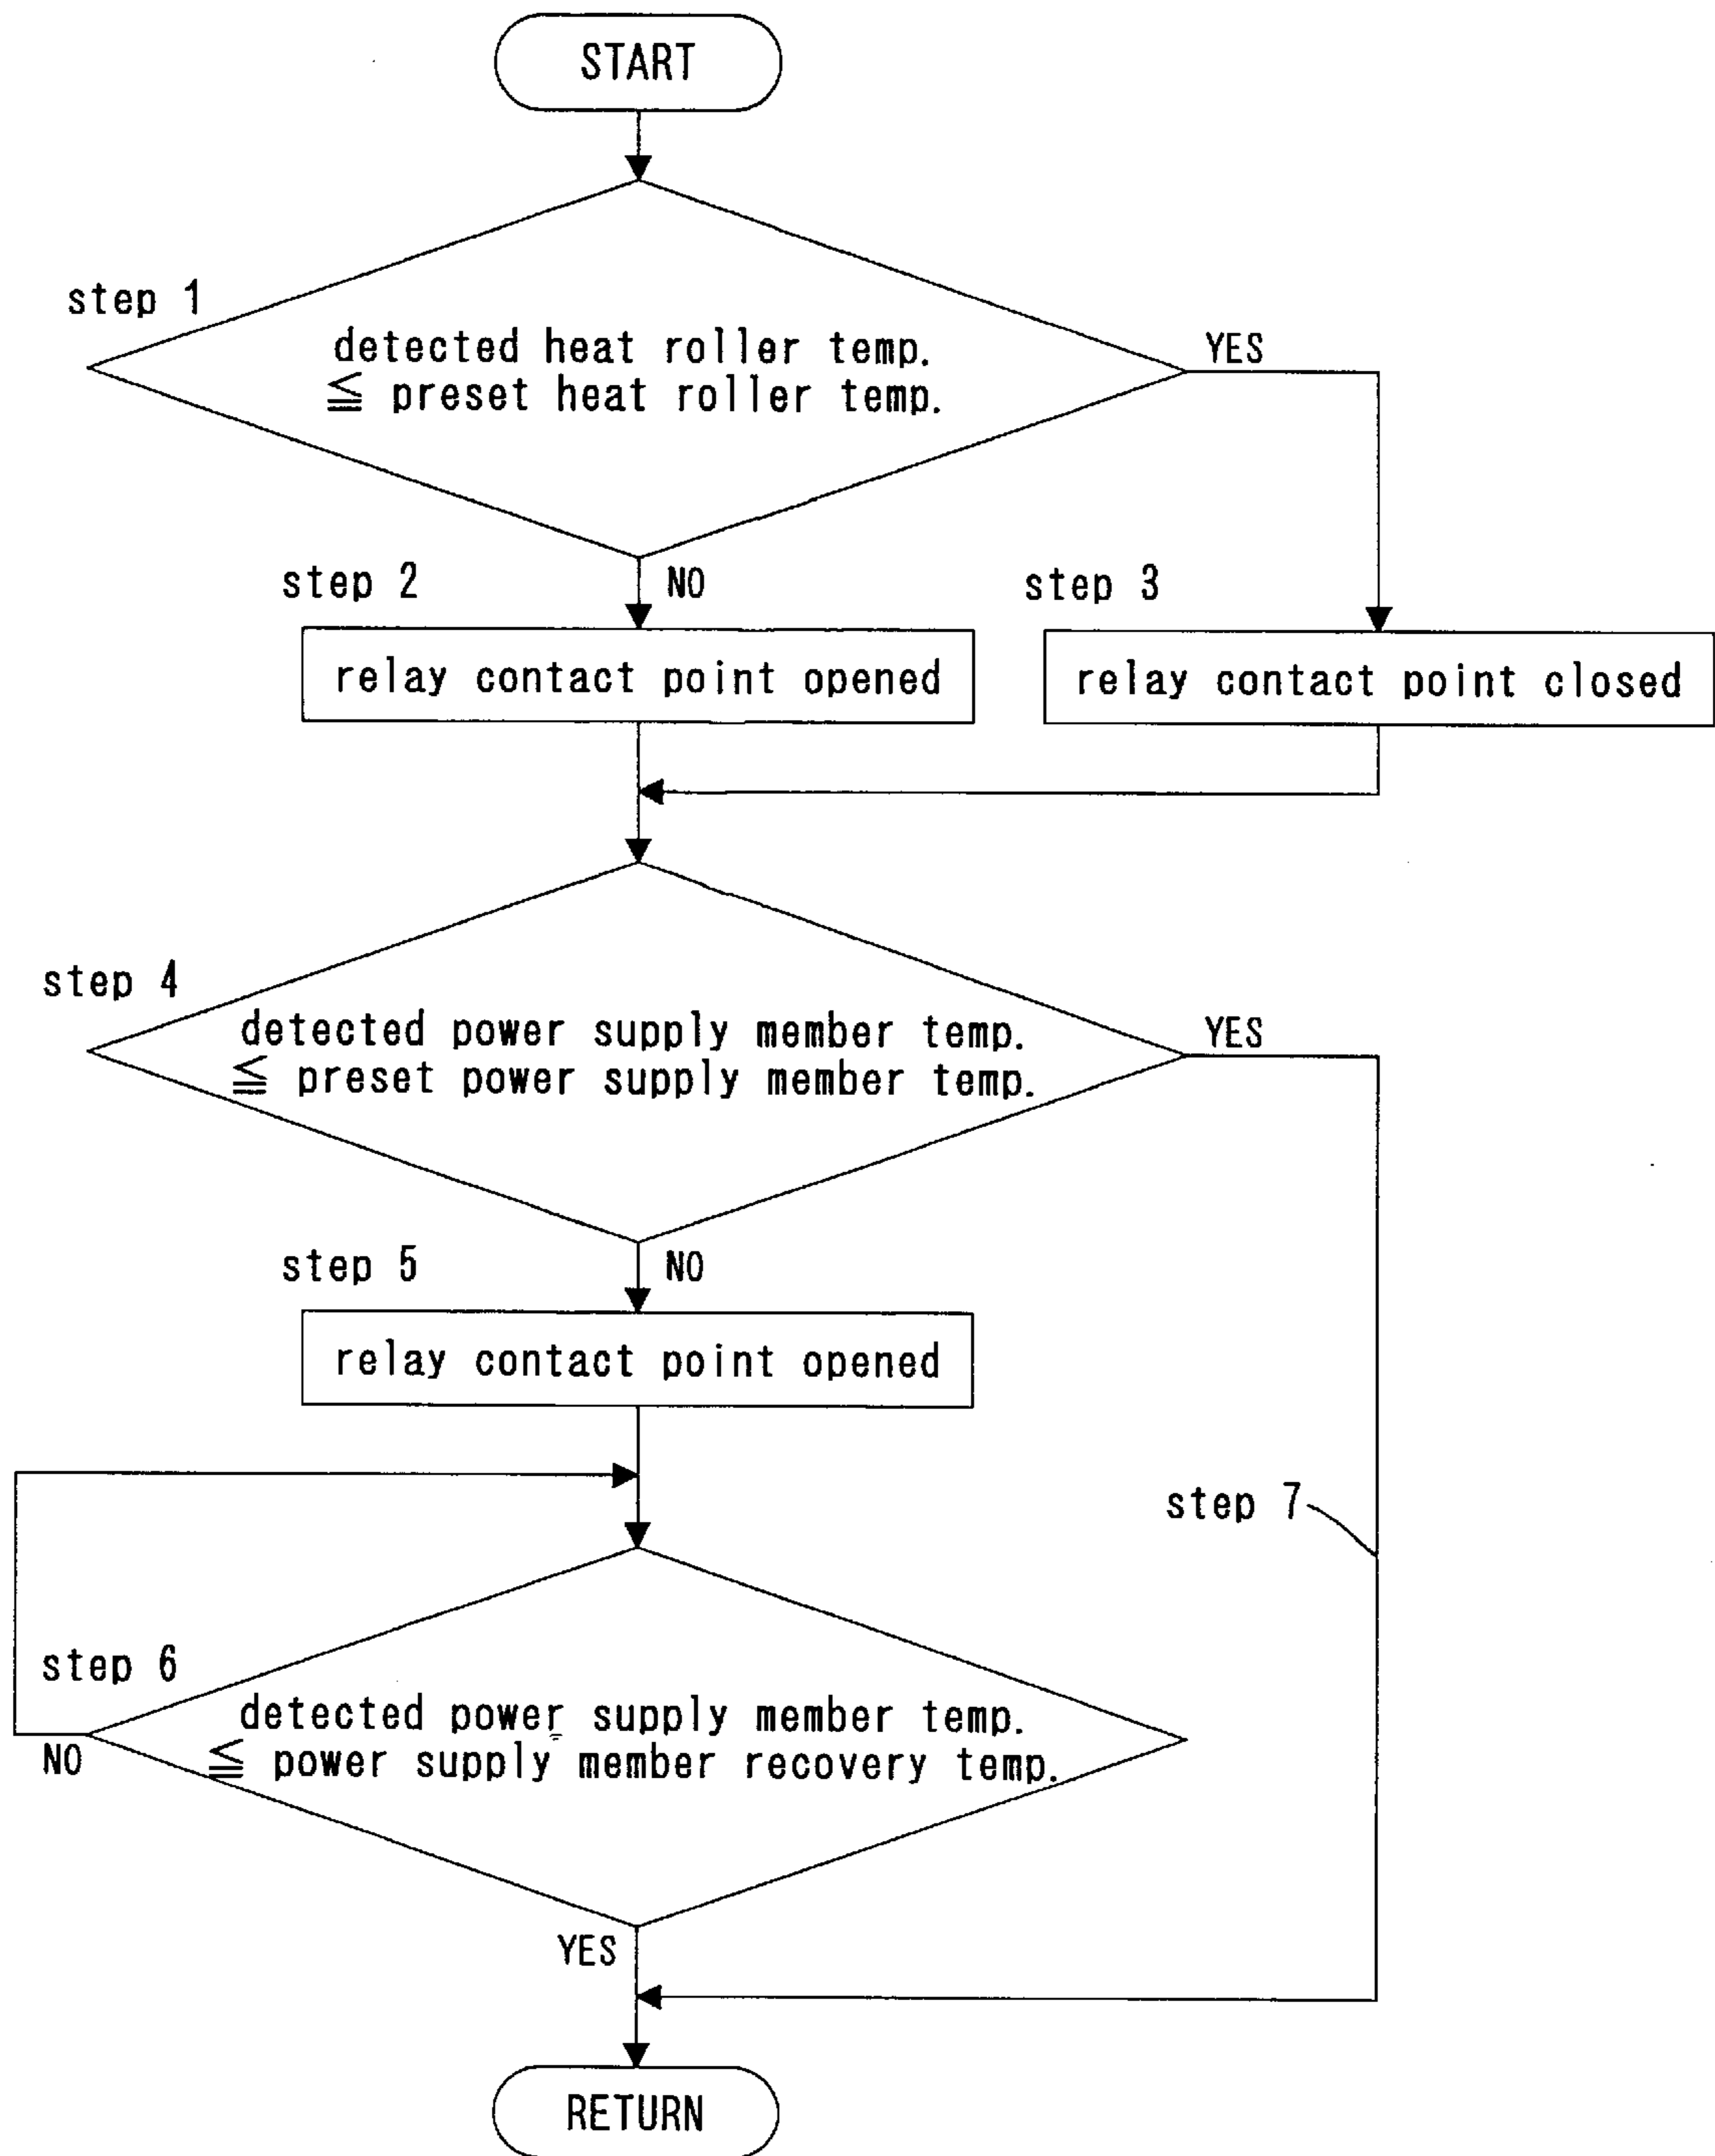 START
step 1
detected heat roller temp.
≦ preset heat roller temp.
YES
step 2
NO
step 3
relay contact point opened
relay contact point closed
step 4
detected power supply member temp.
≦ preset power supply member temp.
YES
step 5
NO
relay contact point opened
step 7
step 6
detected power supply member temp.
≦ power supply member recovery temp.
NO
YES
RETURN